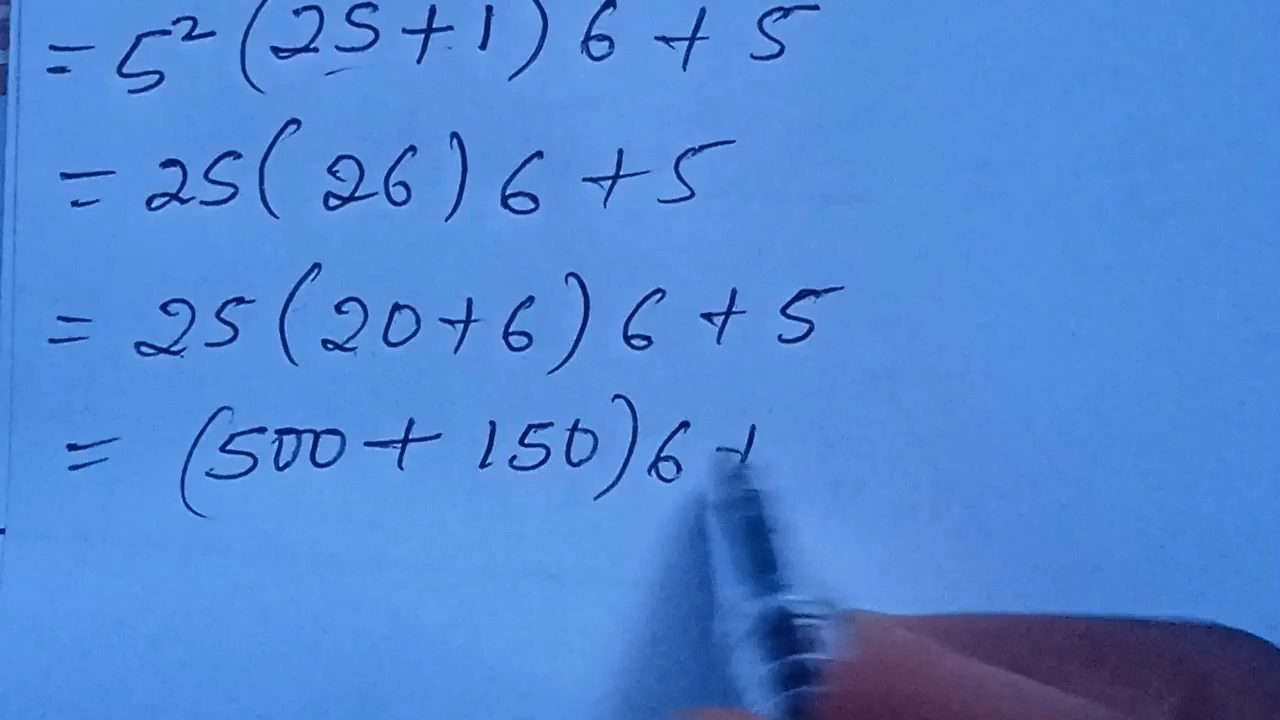 = 5² (25 + 1) 6 + 5
= 25 ( 26 ) 6 + 5
= 25 (20 + 6) 6 + 5
= (500 + 150) 6 +